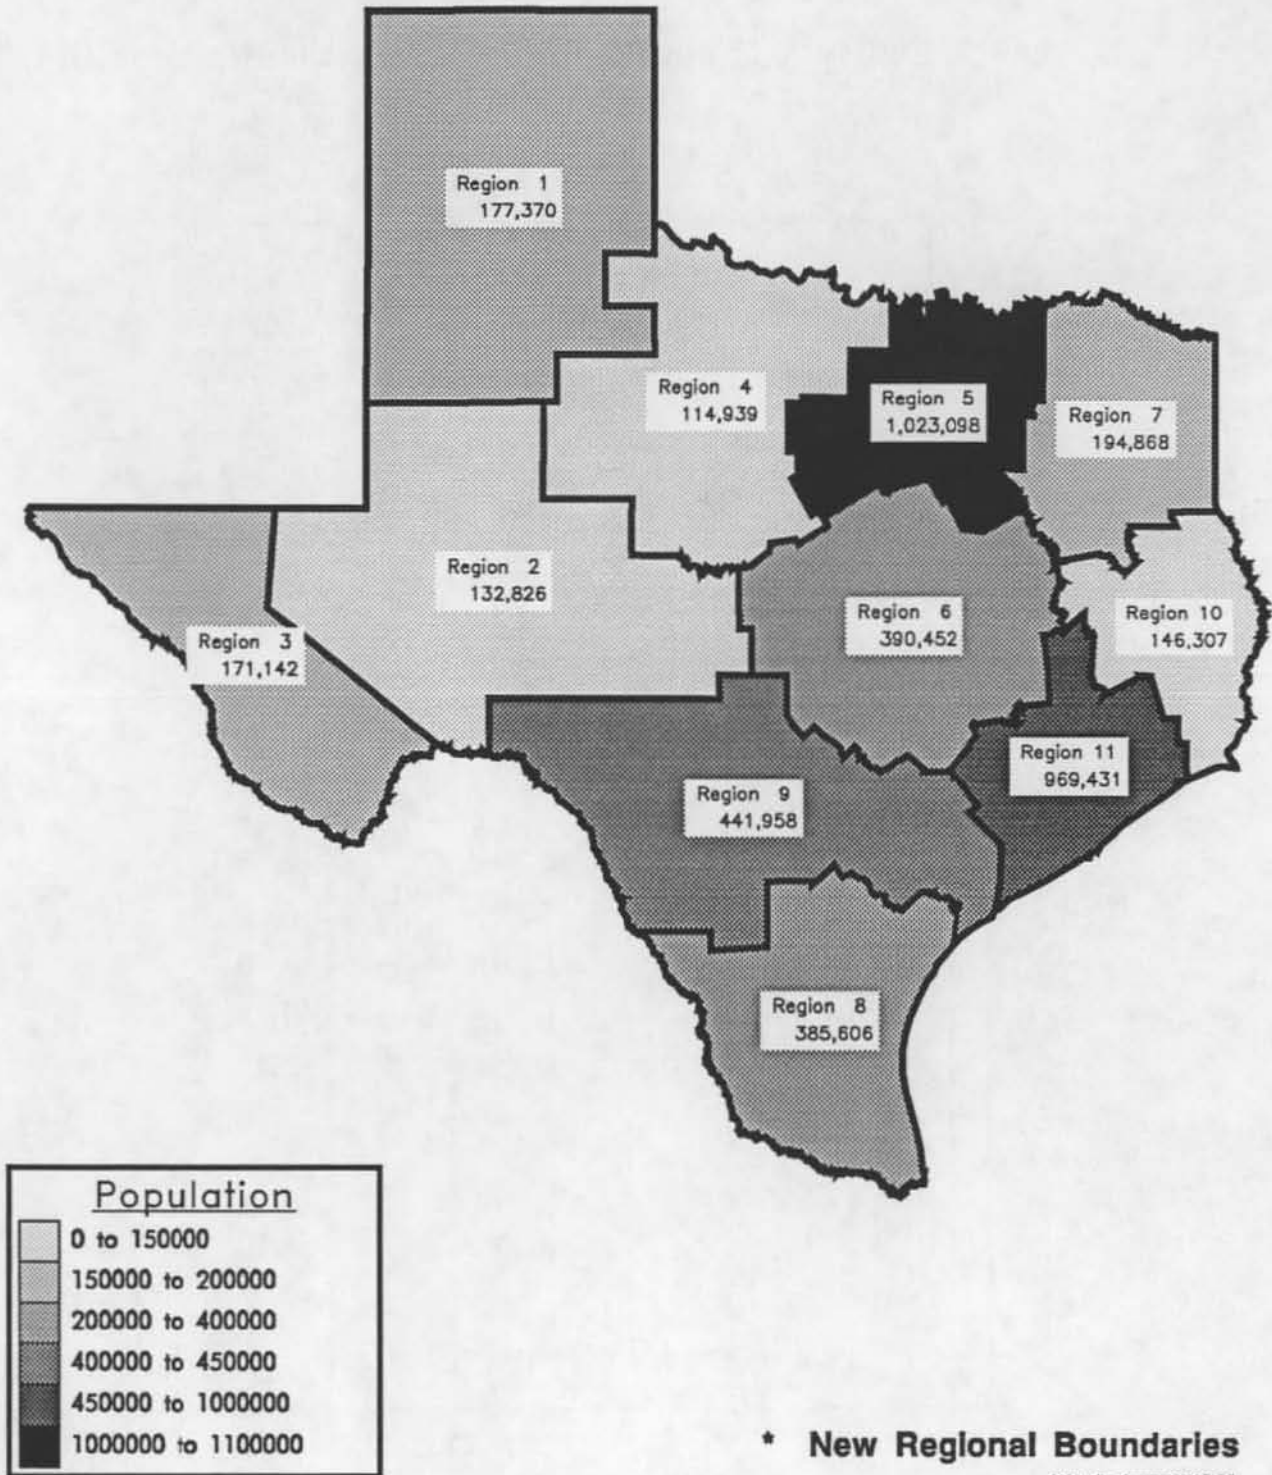 Region 1
177,370
Region 4
114,939
Region 5
1,023,098
Region 7
194,868
Region 2
132,826
Region 3
171,142
Region 6
390,452
Region 10
146,307
Region 11
969,431
Region 9
441,958
Region 8
385,606
Population
0 to 150000
150000 to 200000
200000 to 400000
400000 to 450000
450000 to 1000000
1000000 to 1100000
* New Regional Boundaries